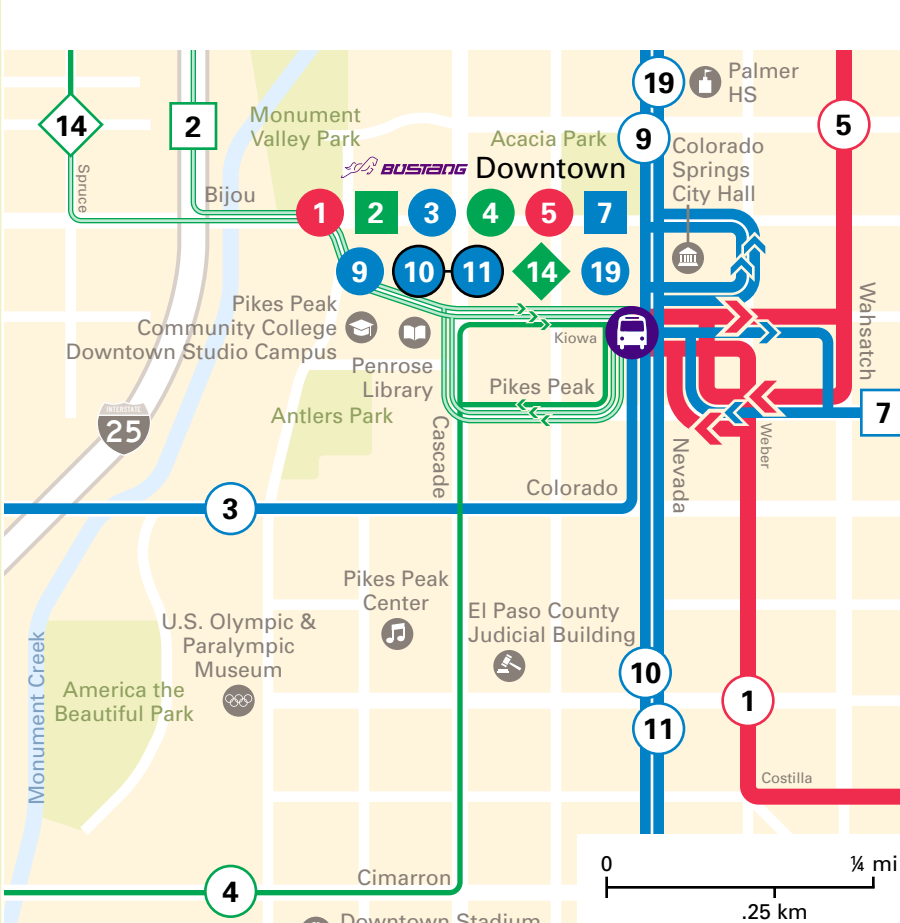 19
Palmer
HS
14
2
Monument
Valley Park
9
5
Acacia Park
Colorado
Springs
City Hall
BUSTANG Downtown
Spruce
Bijou
1 2 3 4 5 7
9 10 11 14 19
Pikes Peak
Community College
Downtown Studio Campus
Penrose
Library
Kiowa
Wahsatch
Pikes Peak
Antlers Park
INTERSTATE
25
Cascade
7
Weber
Nevada
Colorado
3
Pikes Peak
Center
El Paso County
Judicial Building
U.S. Olympic &
Paralympic
Museum
Monument Creek
America the
Beautiful Park
10
11
1
Costilla
Cimarron
4
0 ¼ mi
.25 km
Downtown Stadium